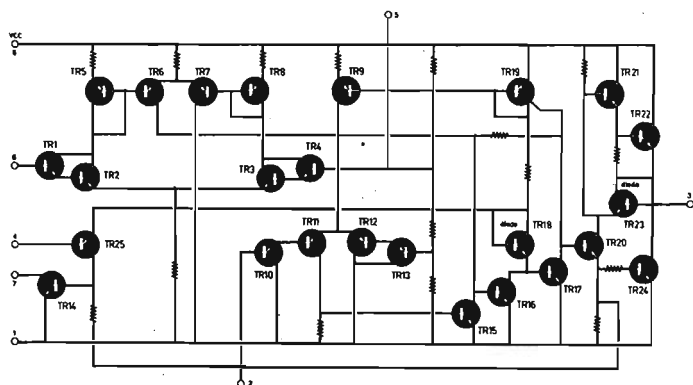 5
VCC
8
TR5
TR6
TR7
TR8
TR9
TR19
TR21
TR22
TR1
6
TR2
TR3
TR4
diode
3
TR23
TR11
TR12
diode
TR18
4
TR25
TR10
TR13
TR20
7
TR14
TR16
TR17
TR24
TR15
1
2